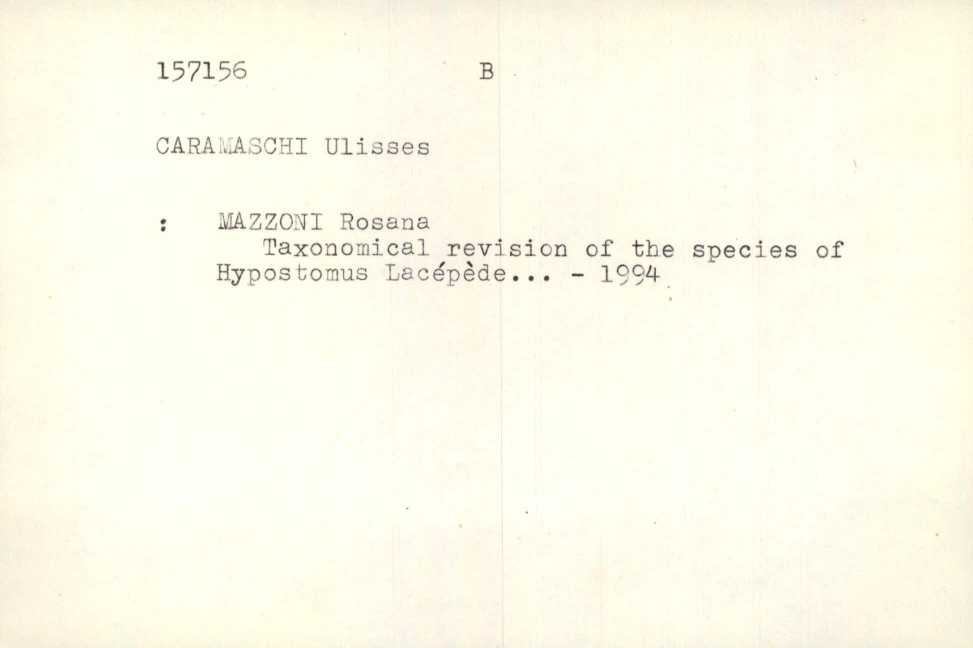 157156 B
CARAMASCHI Ulisses
: MAZZONI Rosana
Taxonomical revision of the species of
Hypostomus Lacépède... - 1994